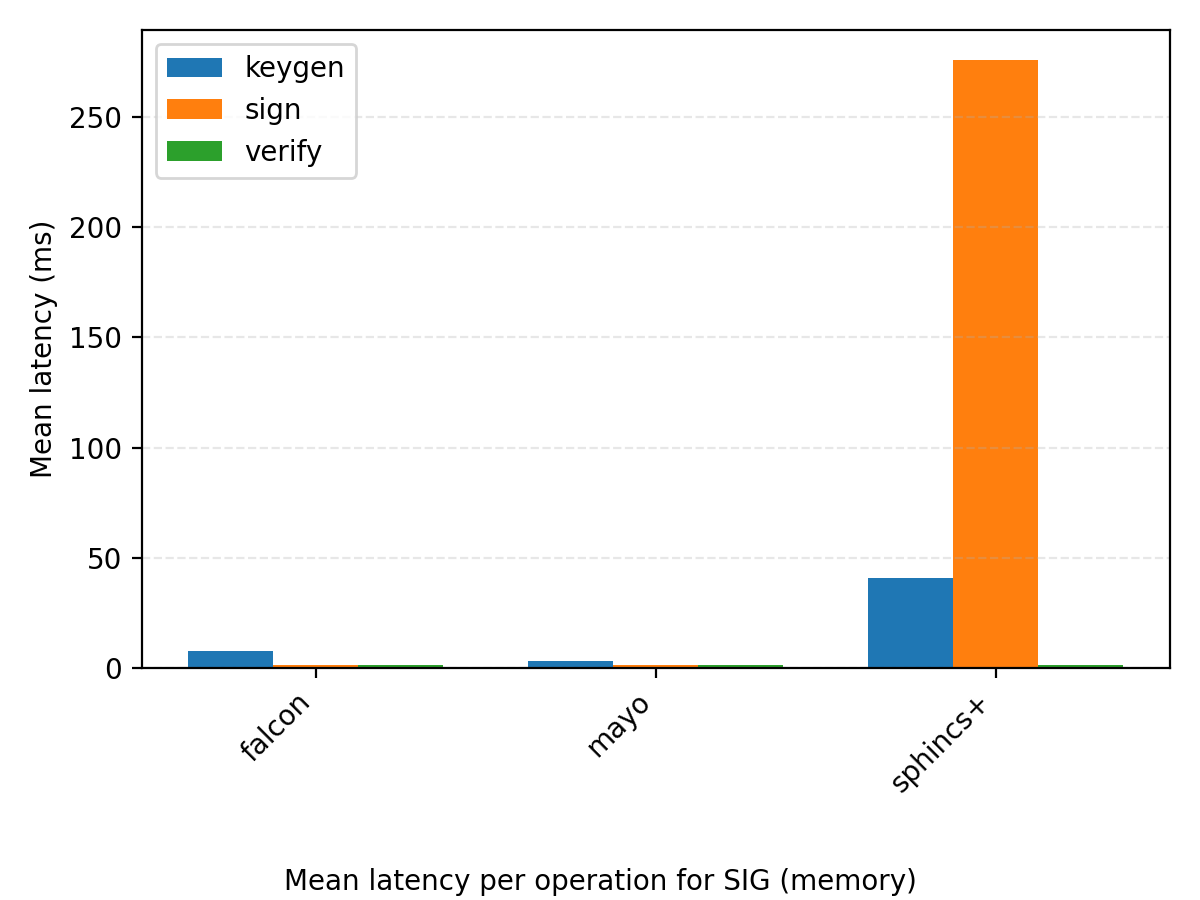 keygen
sign
verify
Mean latency (ms)
250
200
150
100
50
0
falcon
mayo
sphincs+
Mean latency per operation for SIG (memory)